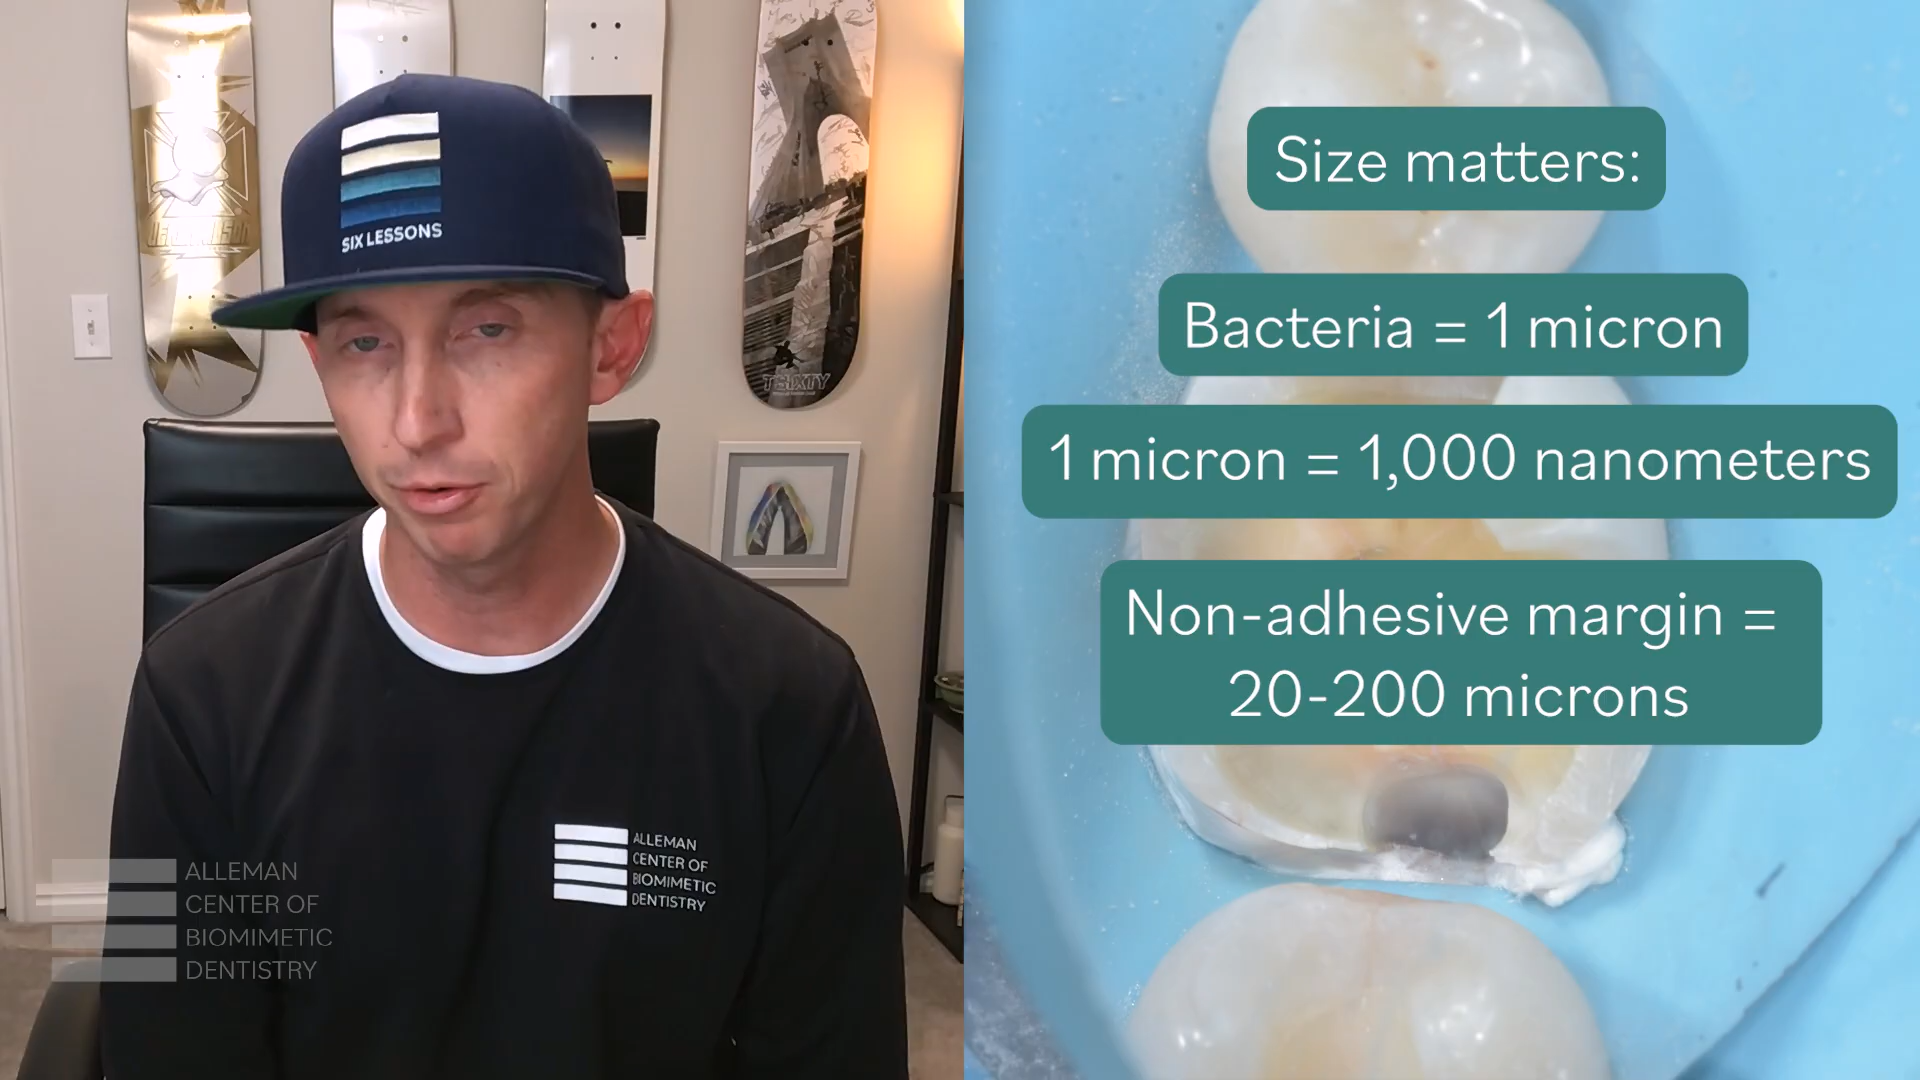 SIX LESSONS
THIXTY
ALLEMAN
CENTER OF
BIOMIMETIC
DENTISTRY
ALLEMAN
CENTER OF
BIOMIMETIC
DENTISTRY
Size matters:
Bacteria = 1 micron
1 micron = 1,000 nanometers
Non-adhesive margin =
20-200 microns